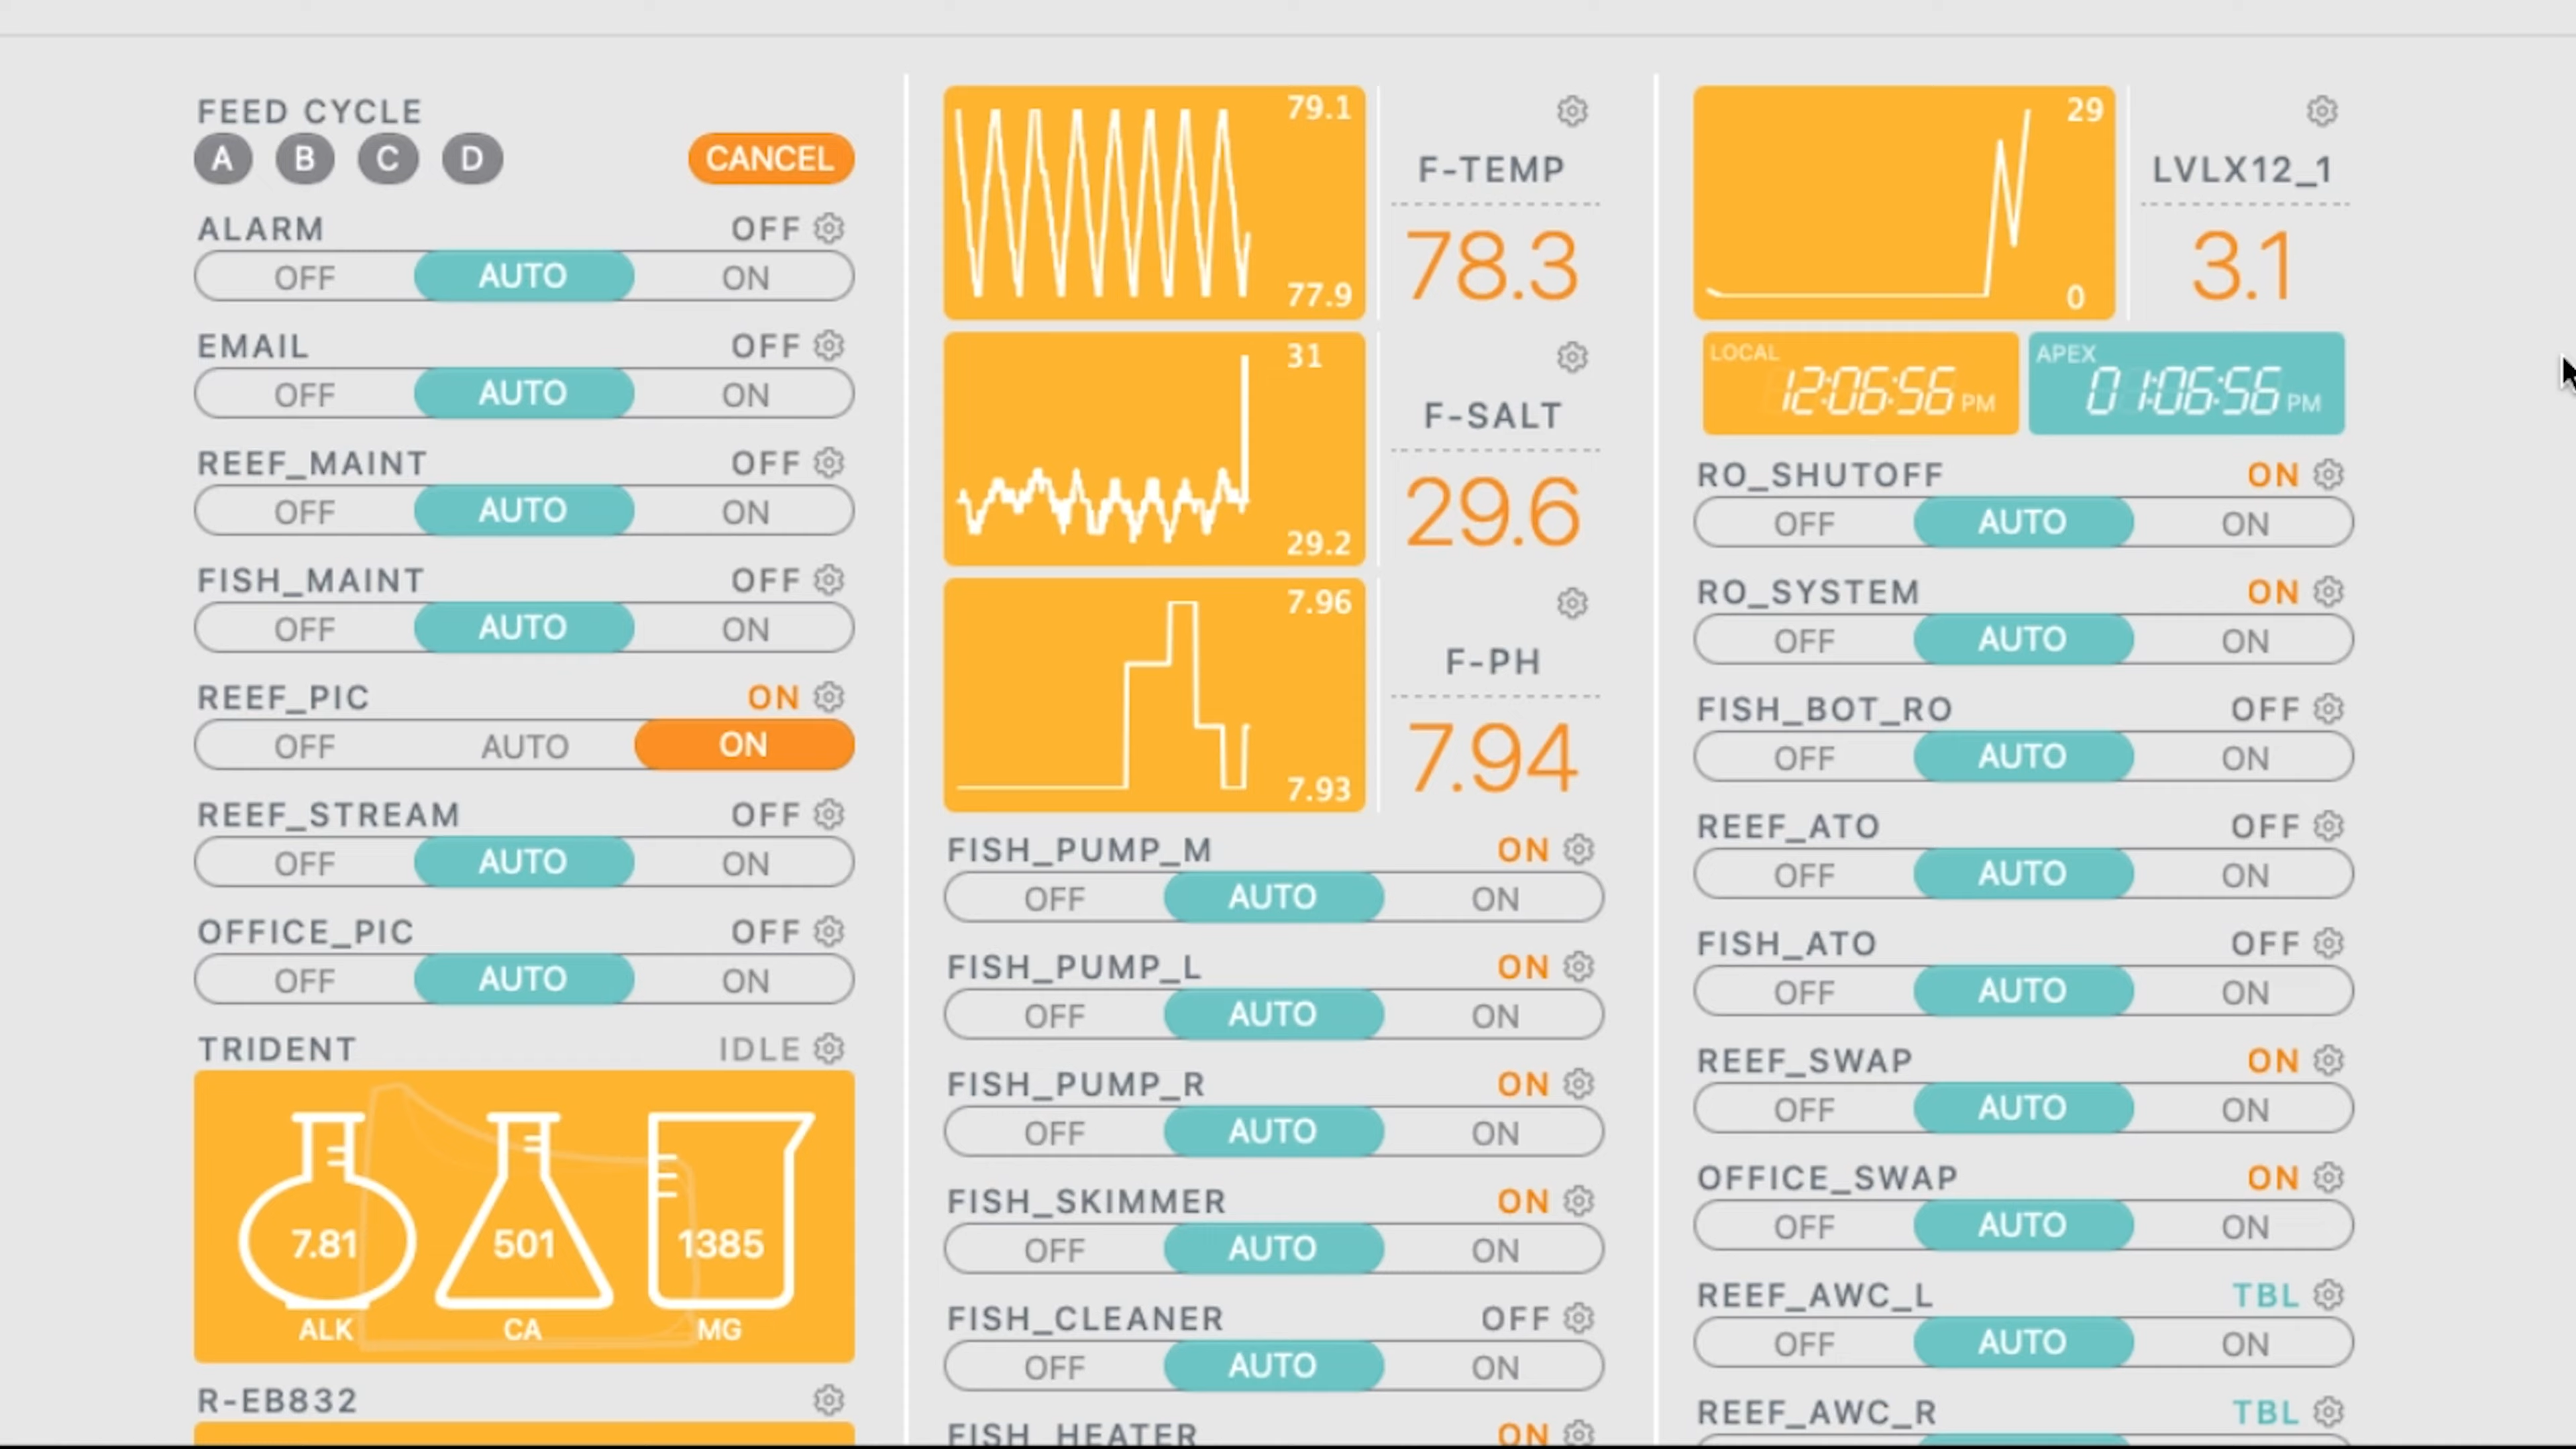 FEED CYCLE
A B C D CANCEL
ALARM OFF
OFF AUTO ON
EMAIL OFF
OFF AUTO ON
REEF_MAINT OFF
OFF AUTO ON
FISH_MAINT OFF
OFF AUTO ON
REEF_PIC ON
OFF AUTO ON
REEF_STREAM OFF
OFF AUTO ON
OFFICE_PIC OFF
OFF AUTO ON
TRIDENT IDLE
7.81 501 1385
ALK CA MG
R-EB832
79.1
77.9
F-TEMP
78.3
31
29.2
F-SALT
29.6
7.96
7.93
F-PH
7.94
FISH_PUMP_M ON
OFF AUTO ON
FISH_PUMP_L ON
OFF AUTO ON
FISH_PUMP_R ON
OFF AUTO ON
FISH_SKIMMER ON
OFF AUTO ON
FISH_CLEANER OFF
OFF AUTO ON
FISH_HEATER ON
29
0
LVLX12_1
3.1
LOCAL
12:06:56 PM
APEX
01:06:56 PM
RO_SHUTOFF ON
OFF AUTO ON
RO_SYSTEM ON
OFF AUTO ON
FISH_BOT_RO OFF
OFF AUTO ON
REEF_ATO OFF
OFF AUTO ON
FISH_ATO OFF
OFF AUTO ON
REEF_SWAP ON
OFF AUTO ON
OFFICE_SWAP ON
OFF AUTO ON
REEF_AWC_L TBL
OFF AUTO ON
REEF_AWC_R TBL